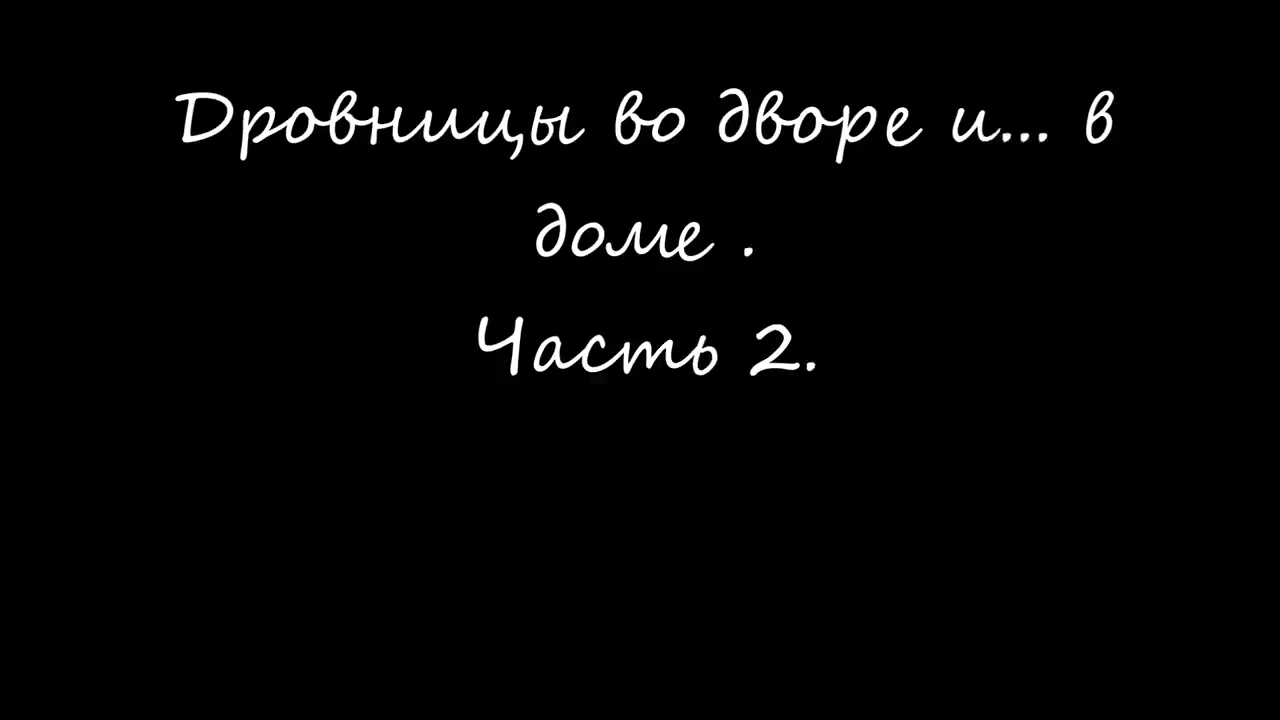 Дровницы во дворе и... в
доме .
Часть 2.